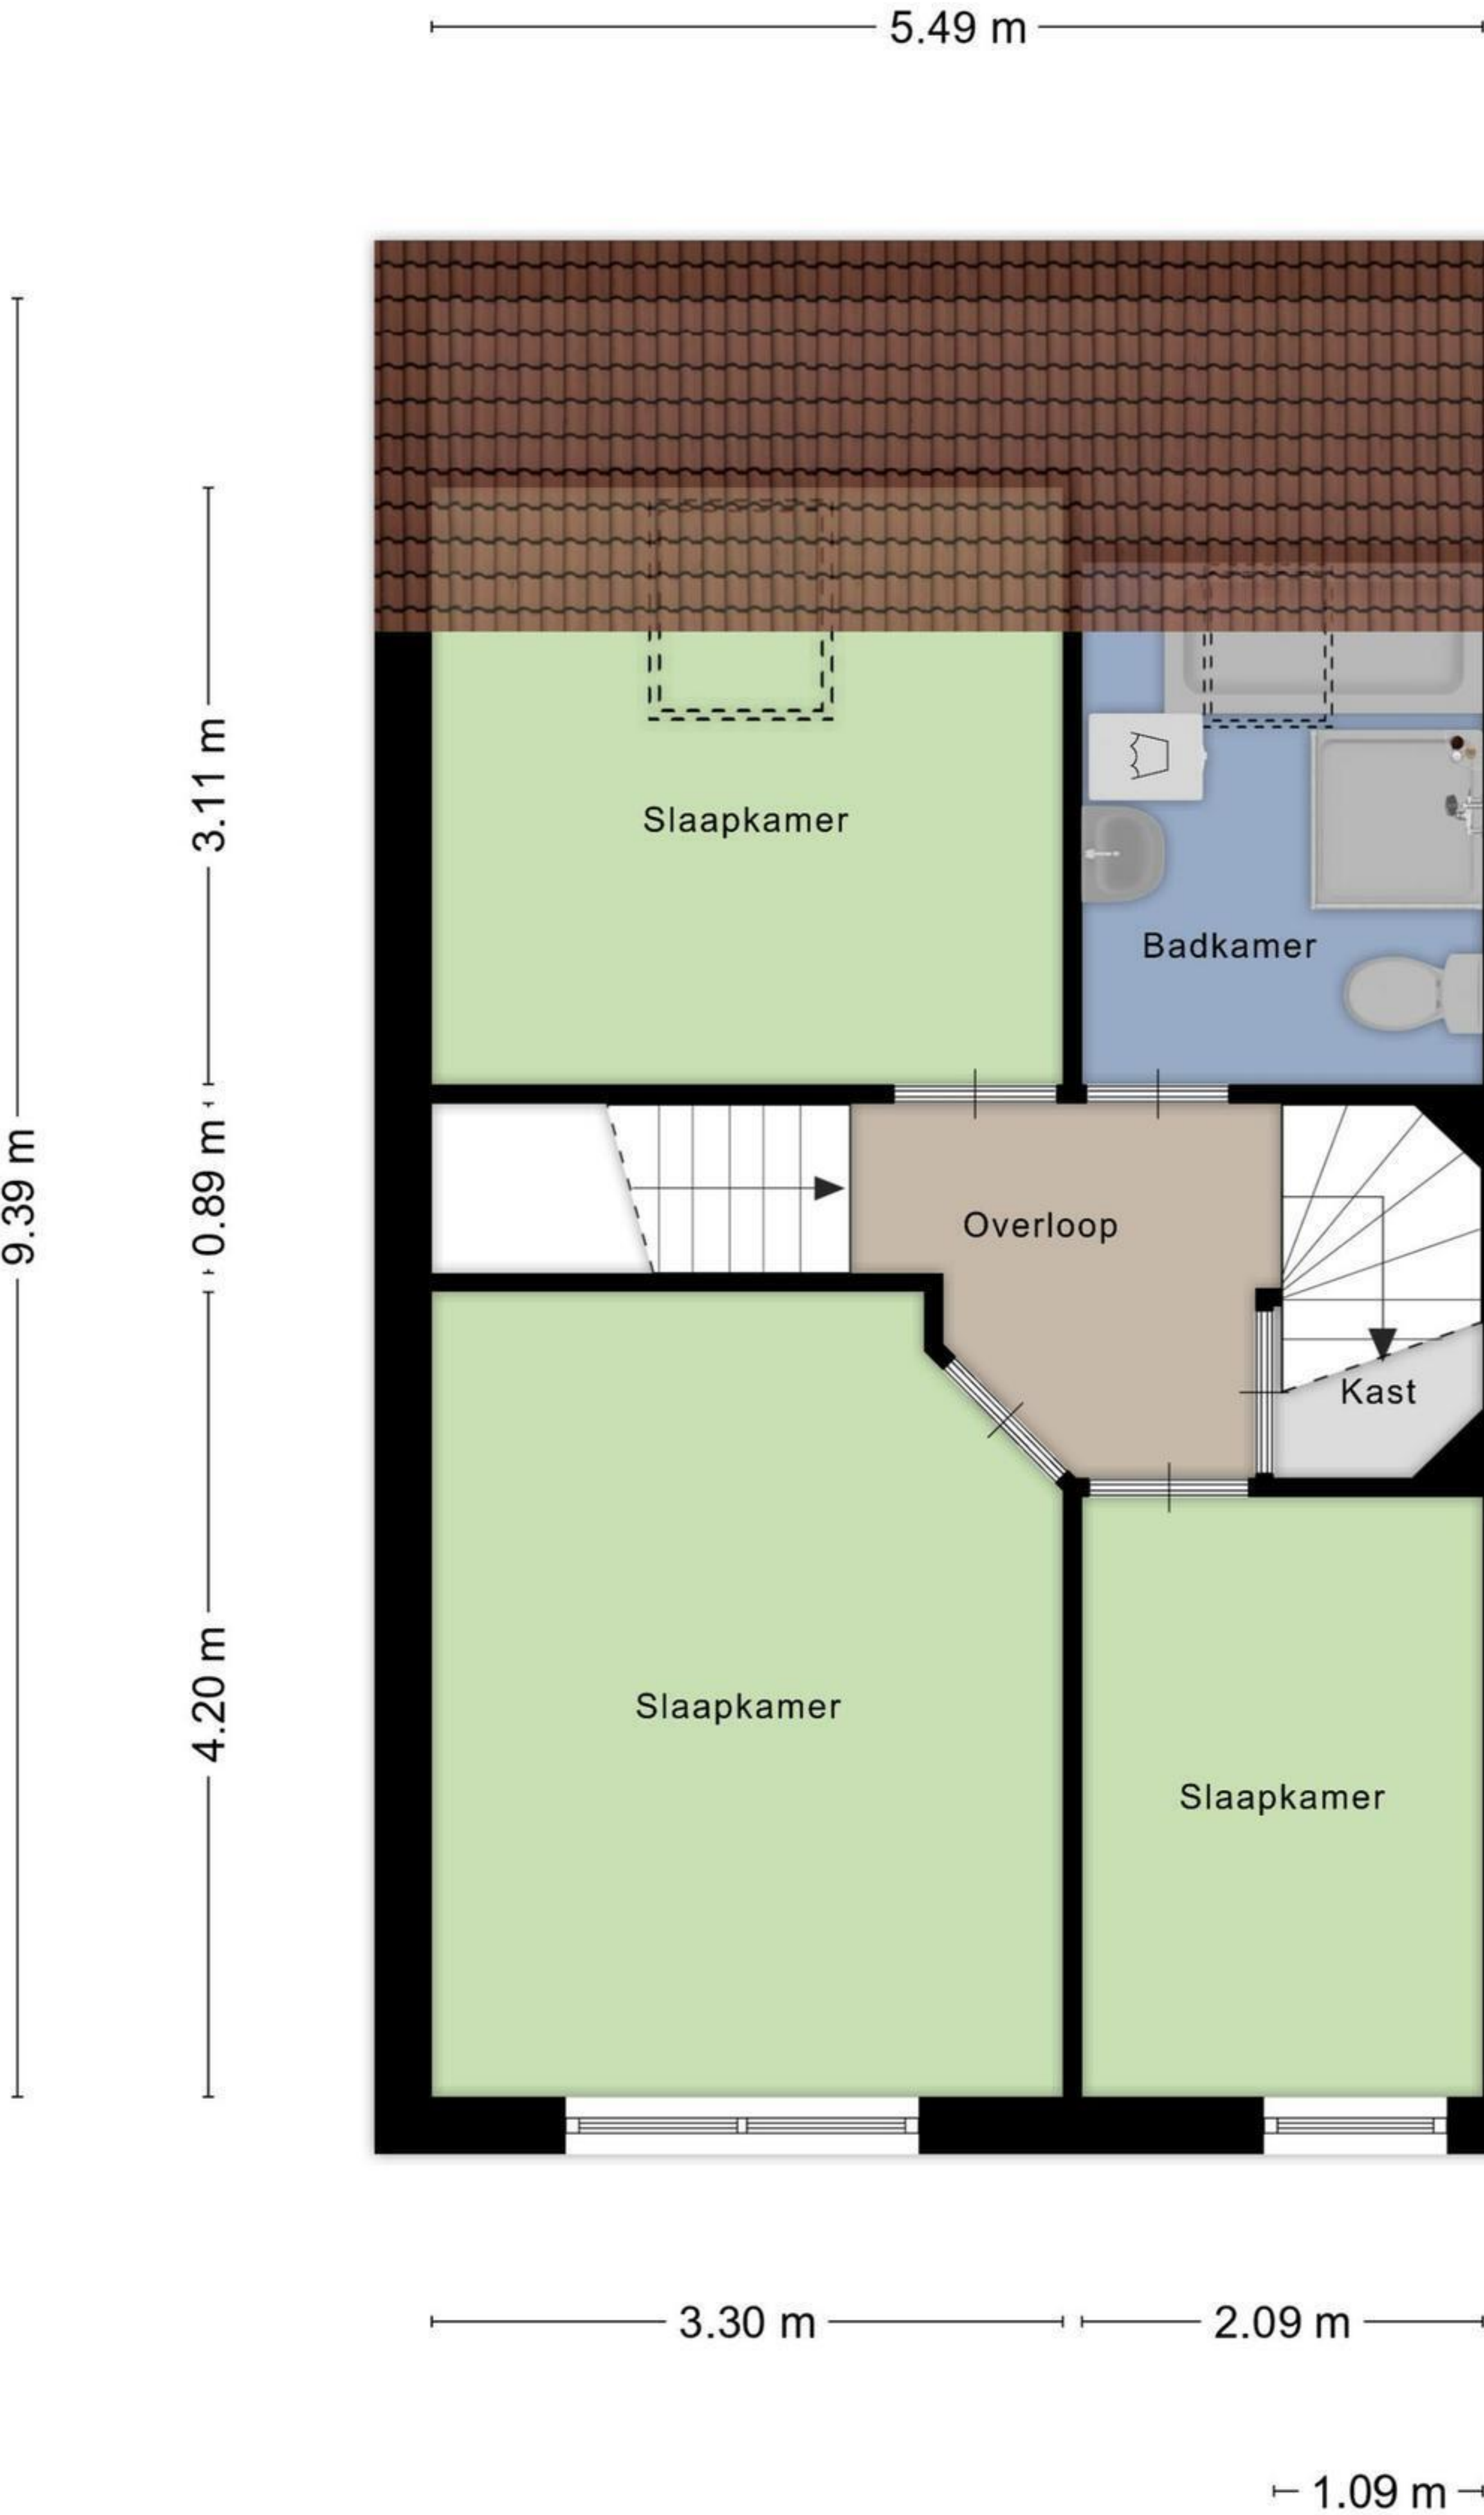 5.49 m
3.11 m
Slaapkamer
Badkamer
9.39 m
0.89 m
Overloop
Kast
4.20 m
Slaapkamer
Slaapkamer
3.30 m
2.09 m
1.09 m